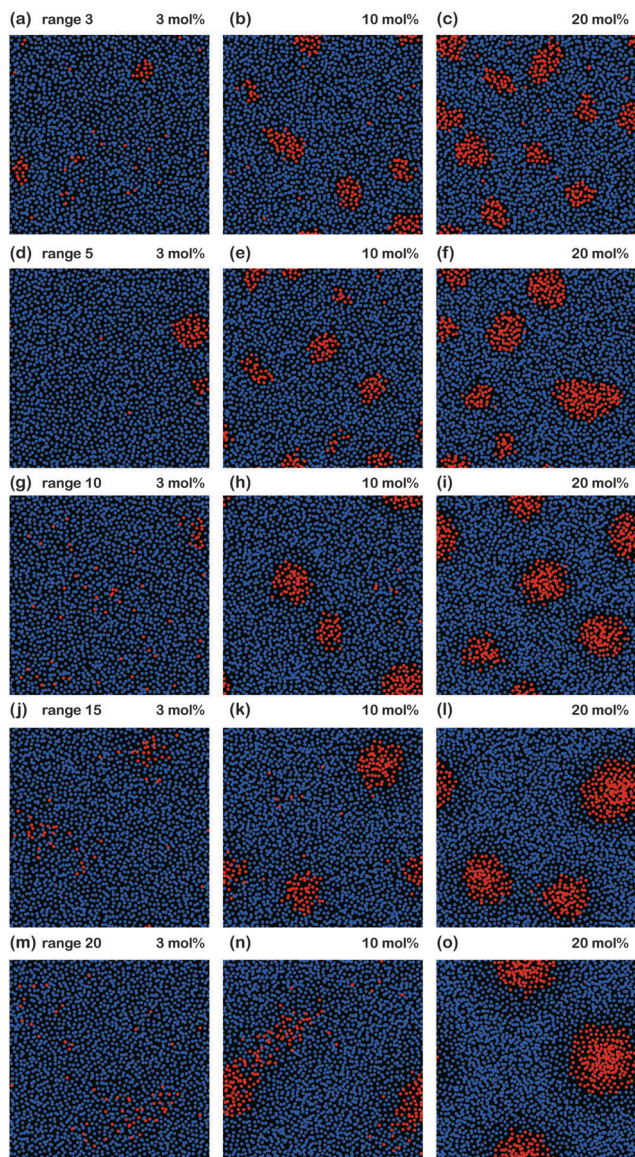 (a) range 3 3 mol% (b) 10 mol% (c) 20 mol%
(d) range 5 3 mol% (e) 10 mol% (f) 20 mol%
(g) range 10 3 mol% (h) 10 mol% (i) 20 mol%
(j) range 15 3 mol% (k) 10 mol% (l) 20 mol%
(m) range 20 3 mol% (n) 10 mol% (o) 20 mol%